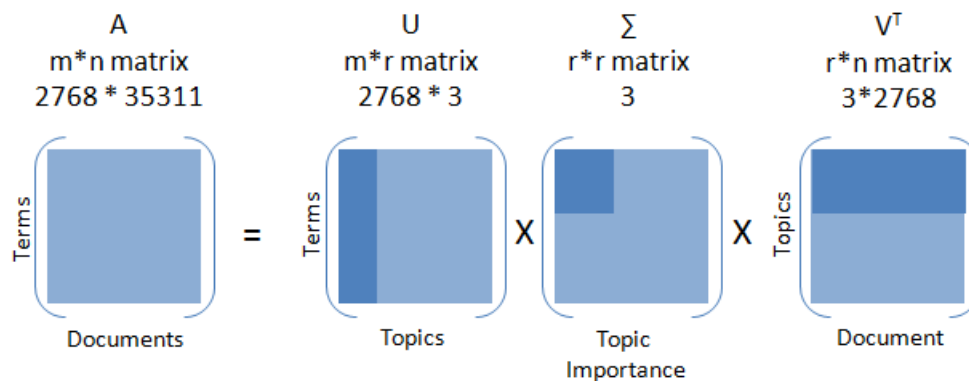 A
m*n matrix
2768 * 35311
U
m*r matrix
2768 * 3
∑
r*r matrix
3
Vᵀ
r*n matrix
3*2768
Terms
Documents
=
Terms
Topics
X
Topic
Importance
X
Topics
Document